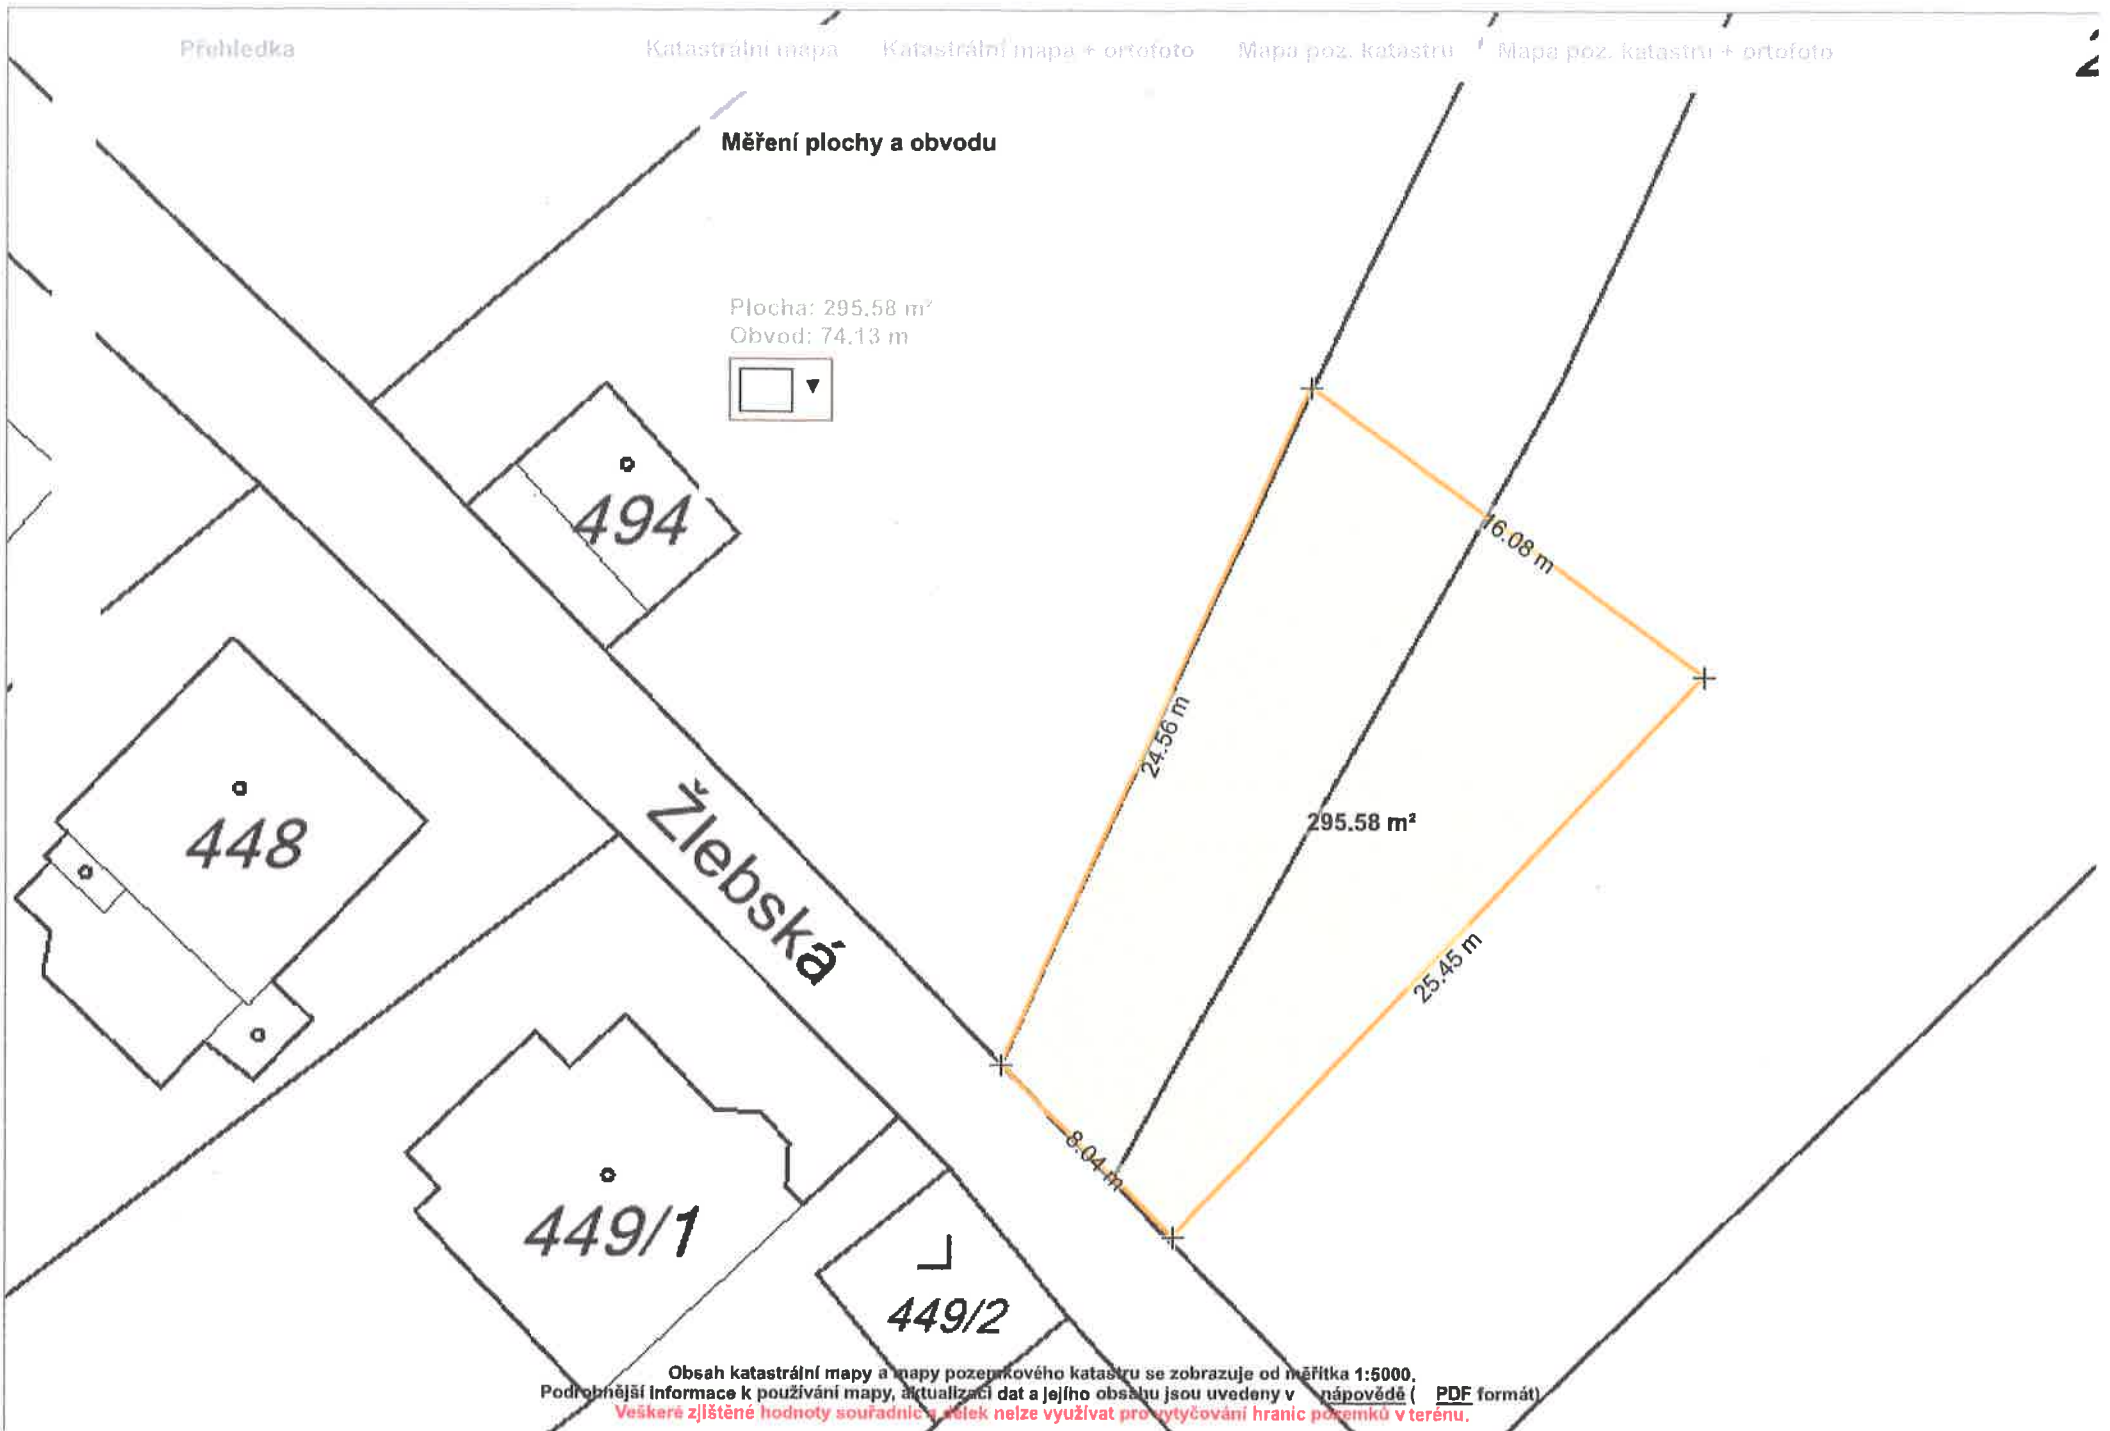 Přehledka Katastrální mapa Katastrální mapa + ortofoto Mapa poz. katastru Mapa poz. katastru + ortofoto
2
Měření plochy a obvodu
Plocha: 295.58 m²
Obvod: 74.13 m
494
16.08 m
24.56 m
448
Žlebská
295.58 m²
25.45 m
8.04 m
449/1
449/2
Obsah katastrální mapy a mapy pozemkového katastru se zobrazuje od měřítka 1:5000.
Podrobnější informace k používání mapy, aktualizaci dat a jejího obsahu jsou uvedeny v nápovědě ( PDF formát)
Veškeré zjištěné hodnoty souřadnic a délek nelze využívat pro vytyčování hranic pozemků v terénu.